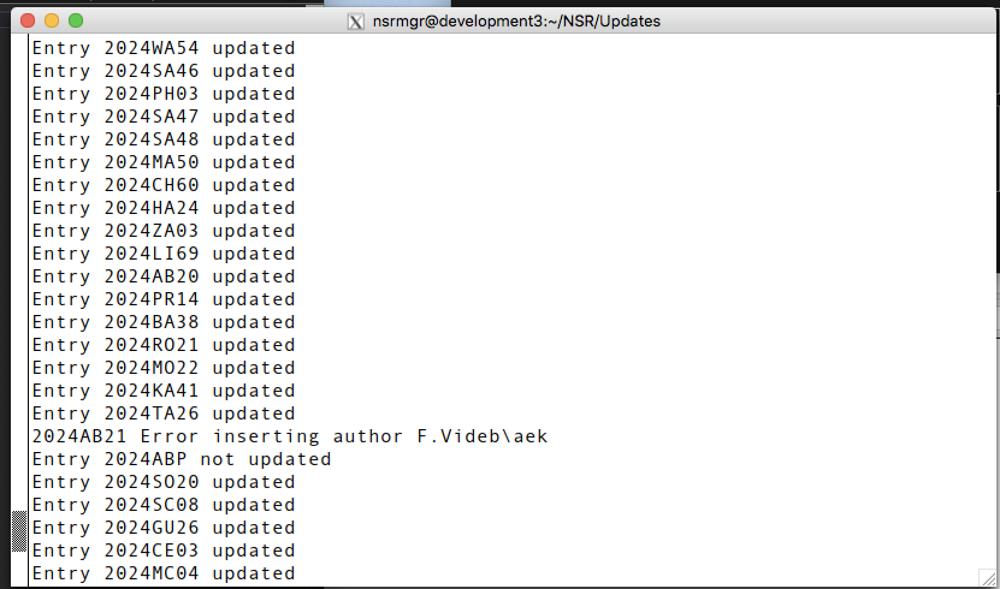 nsrmgr@development3:~/NSR/Updates
Entry 2024WA54 updated
Entry 2024SA46 updated
Entry 2024PH03 updated
Entry 2024SA47 updated
Entry 2024SA48 updated
Entry 2024MA50 updated
Entry 2024CH60 updated
Entry 2024HA24 updated
Entry 2024ZA03 updated
Entry 2024LI69 updated
Entry 2024AB20 updated
Entry 2024PR14 updated
Entry 2024BA38 updated
Entry 2024RO21 updated
Entry 2024MO22 updated
Entry 2024KA41 updated
Entry 2024TA26 updated
2024AB21 Error inserting author F.Videb\aek
Entry 2024ABP not updated
Entry 2024SO20 updated
Entry 2024SC08 updated
Entry 2024GU26 updated
Entry 2024CE03 updated
Entry 2024MC04 updated